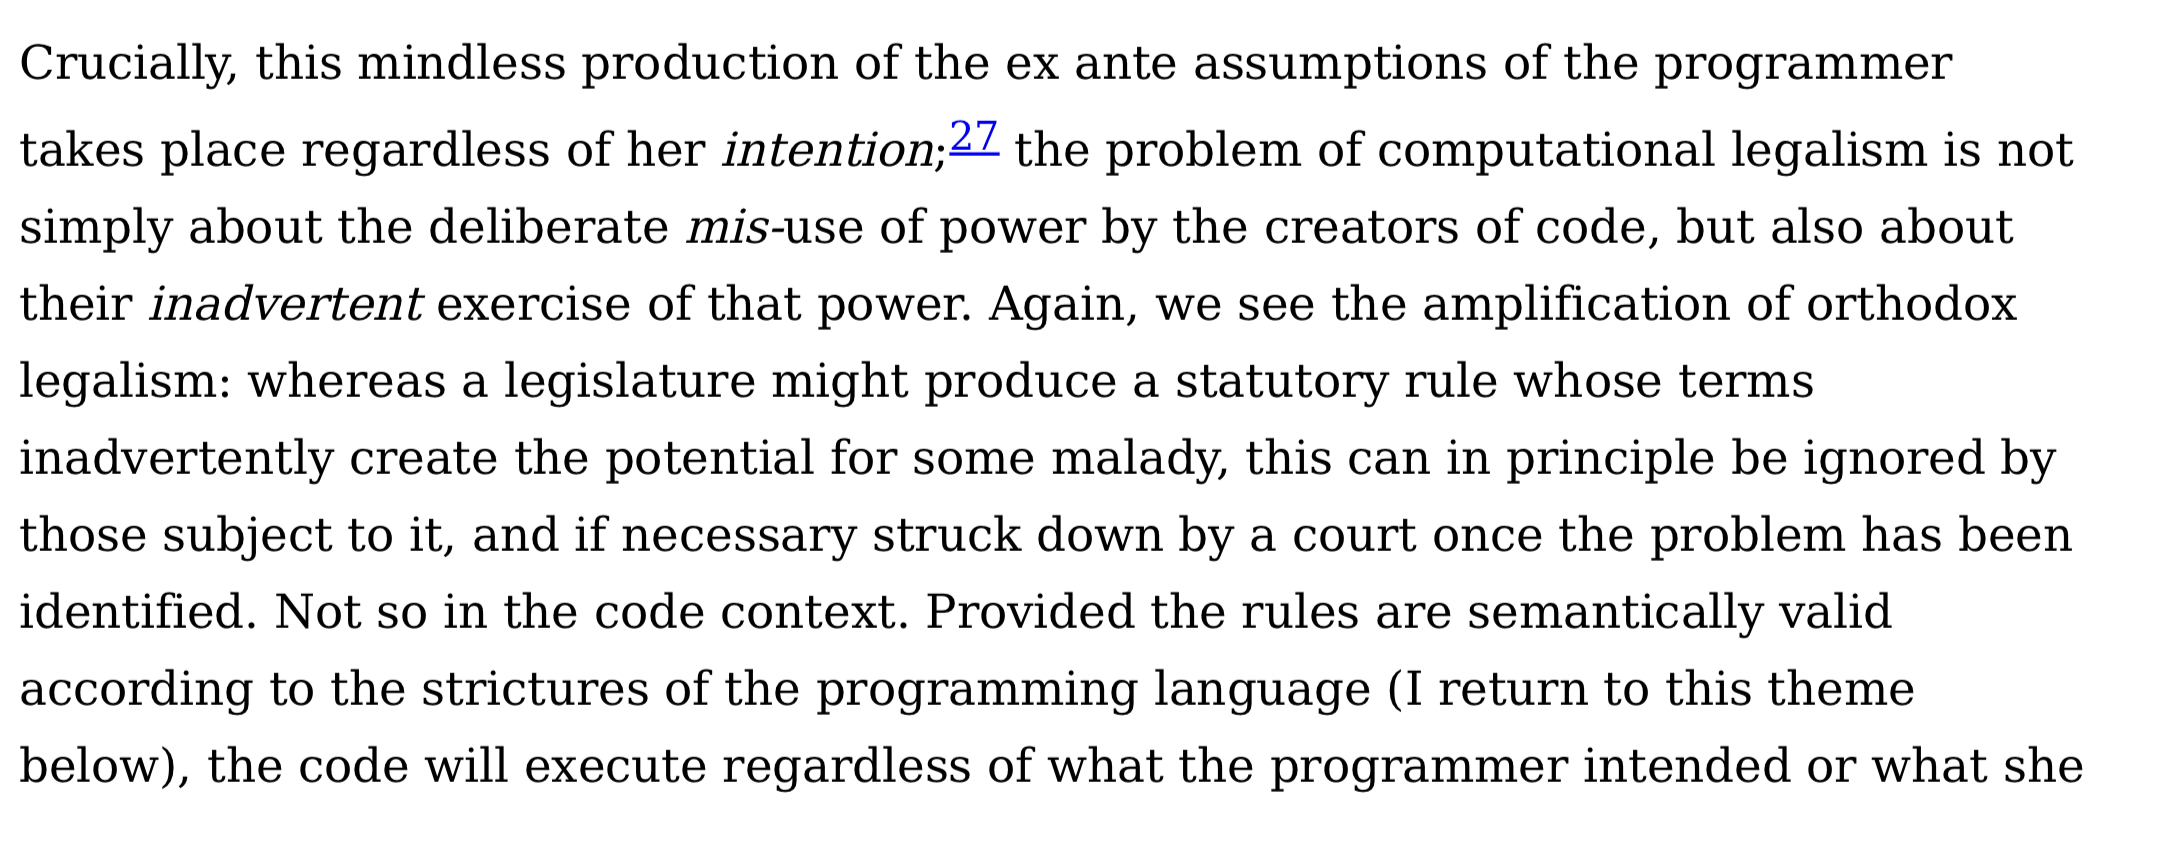 Crucially, this mindless production of the ex ante assumptions of the programmer
takes place regardless of her intention;27 the problem of computational legalism is not
simply about the deliberate mis-use of power by the creators of code, but also about
their inadvertent exercise of that power. Again, we see the amplification of orthodox
legalism: whereas a legislature might produce a statutory rule whose terms
inadvertently create the potential for some malady, this can in principle be ignored by
those subject to it, and if necessary struck down by a court once the problem has been
identified. Not so in the code context. Provided the rules are semantically valid
according to the strictures of the programming language (I return to this theme
below), the code will execute regardless of what the programmer intended or what she